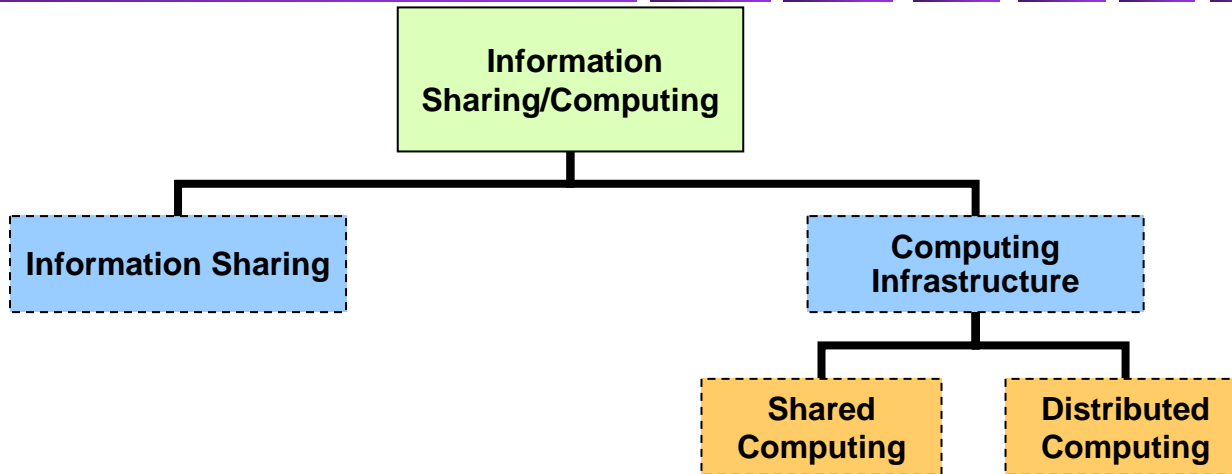 Information
Sharing/Computing
Information Sharing
Computing
Infrastructure
Shared
Computing
Distributed
Computing